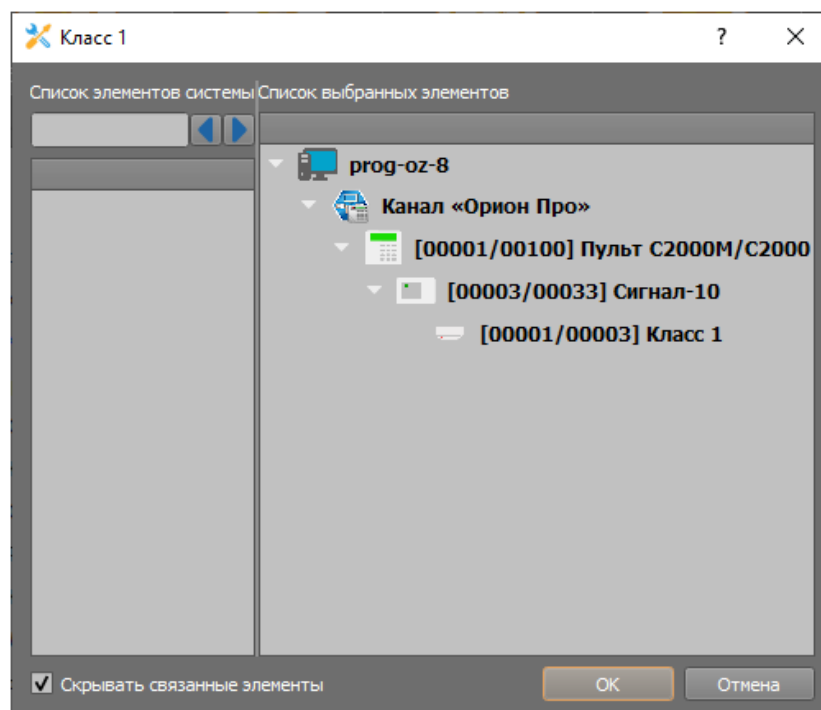 Класс 1
?
Список элементов системы
Список выбранных элементов
prog-oz-8
Канал «Орион Про»
[00001/00100] Пульт С2000М/С2000
[00003/00033] Сигнал-10
[00001/00003] Класс 1
Скрывать связанные элементы
ОК
Отмена